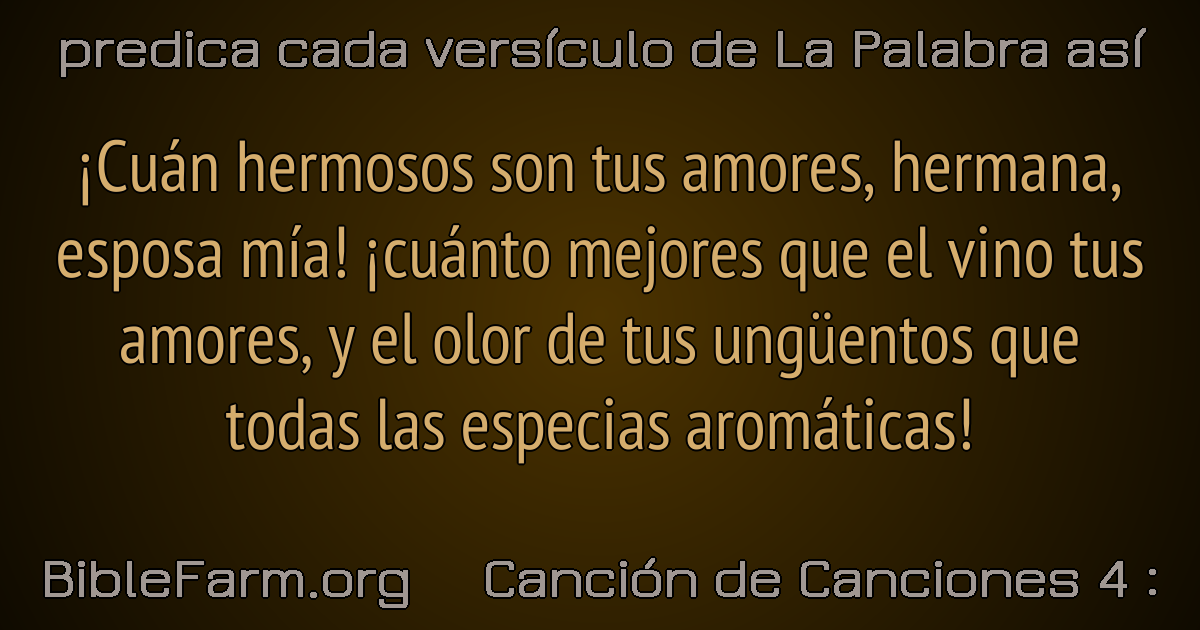 predica cada versículo de La Palabra así
¡Cuán hermosos son tus amores, hermana,
esposa mía! ¡cuánto mejores que el vino tus
amores, y el olor de tus ungüentos que
todas las especias aromáticas!
BibleFarm.org Canción de Canciones 4 :